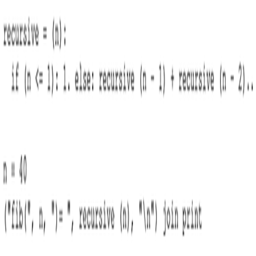 recursive = (n):
if (n <= 1): 1. else: recursive (n - 1) + recursive (n - 2)..
n = 40
("fib(", n, ")= ", recursive (n), "\n") join print